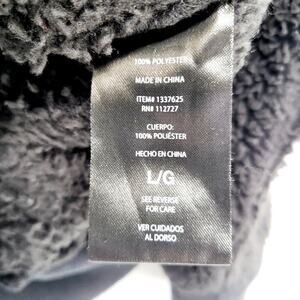 100% POLYESTER
MADE IN CHINA
ITEM# 1337625
RN# 112727
CUERPO:
100% POLIÉSTER
HECHO EN CHINA
L/G
SEE REVERSE
FOR CARE
VER CUIDADOS
AL DORSO